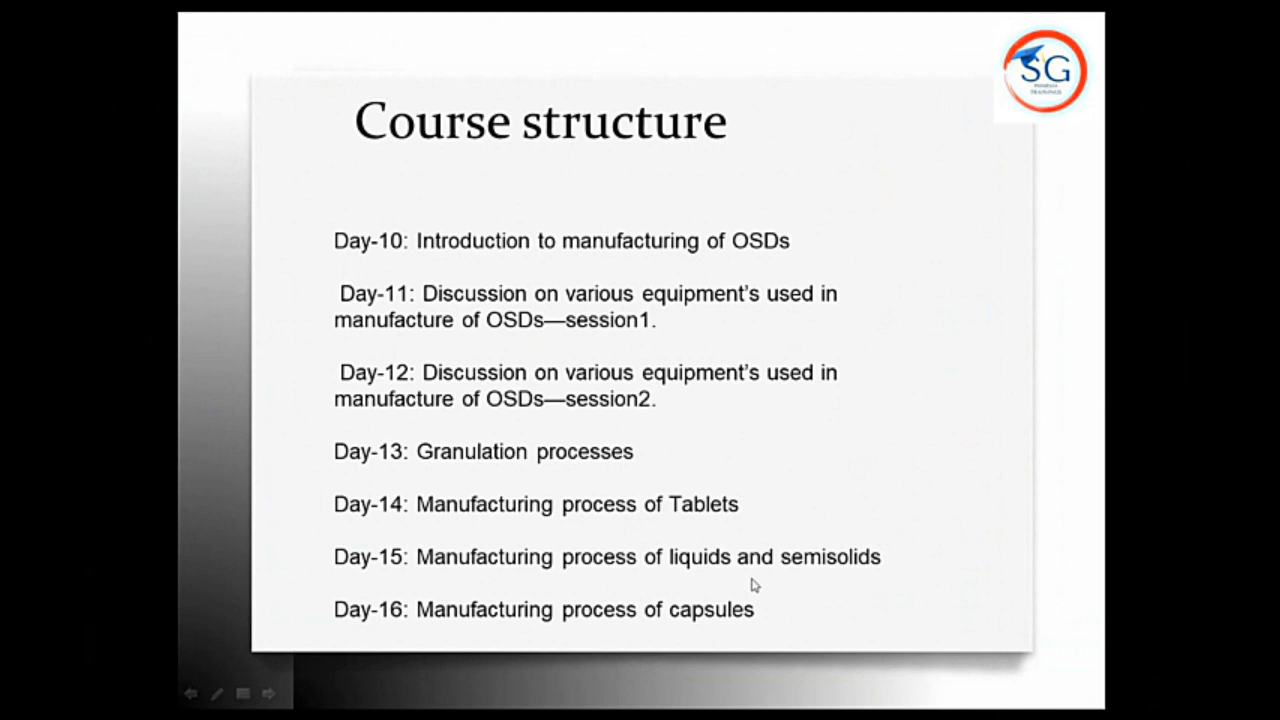 SG
PHARMA
TRAININGS
Course structure
Day-10: Introduction to manufacturing of OSDs
Day-11: Discussion on various equipment’s used in
manufacture of OSDs—session1.
Day-12: Discussion on various equipment’s used in
manufacture of OSDs—session2.
Day-13: Granulation processes
Day-14: Manufacturing process of Tablets
Day-15: Manufacturing process of liquids and semisolids
Day-16: Manufacturing process of capsules